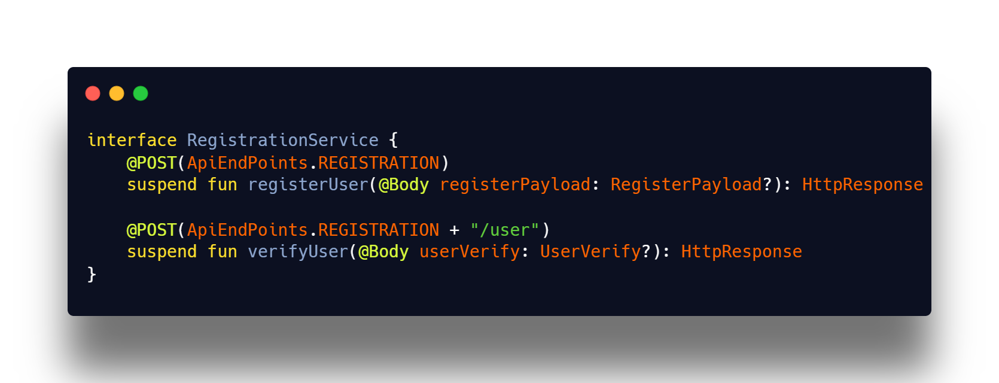 interface RegistrationService {
    @POST(ApiEndPoints.REGISTRATION)
    suspend fun registerUser(@Body registerPayload: RegisterPayload?): HttpResponse

    @POST(ApiEndPoints.REGISTRATION + "/user")
    suspend fun verifyUser(@Body userVerify: UserVerify?): HttpResponse
}